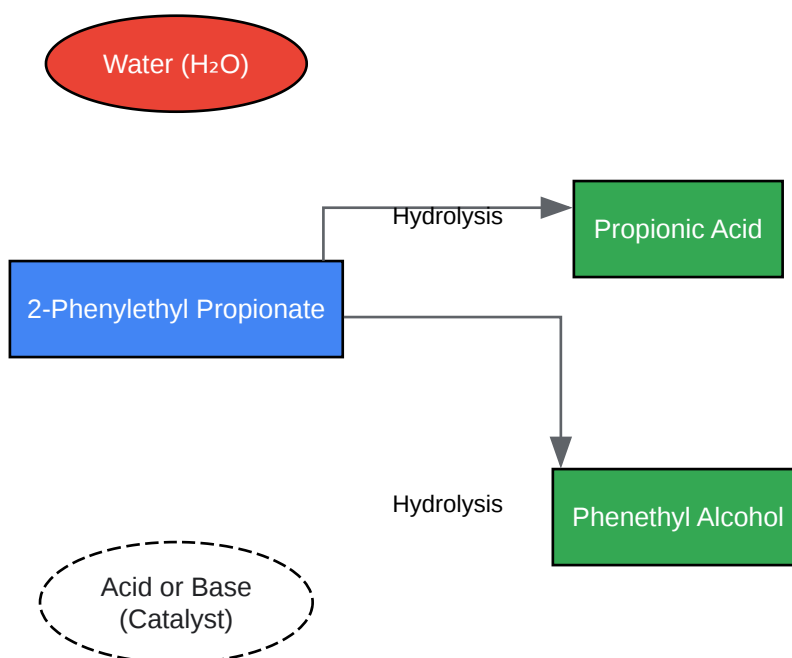 Water (H₂O)
Hydrolysis
Propionic Acid
2-Phenylethyl Propionate
Hydrolysis
Phenethyl Alcohol
Acid or Base
(Catalyst)